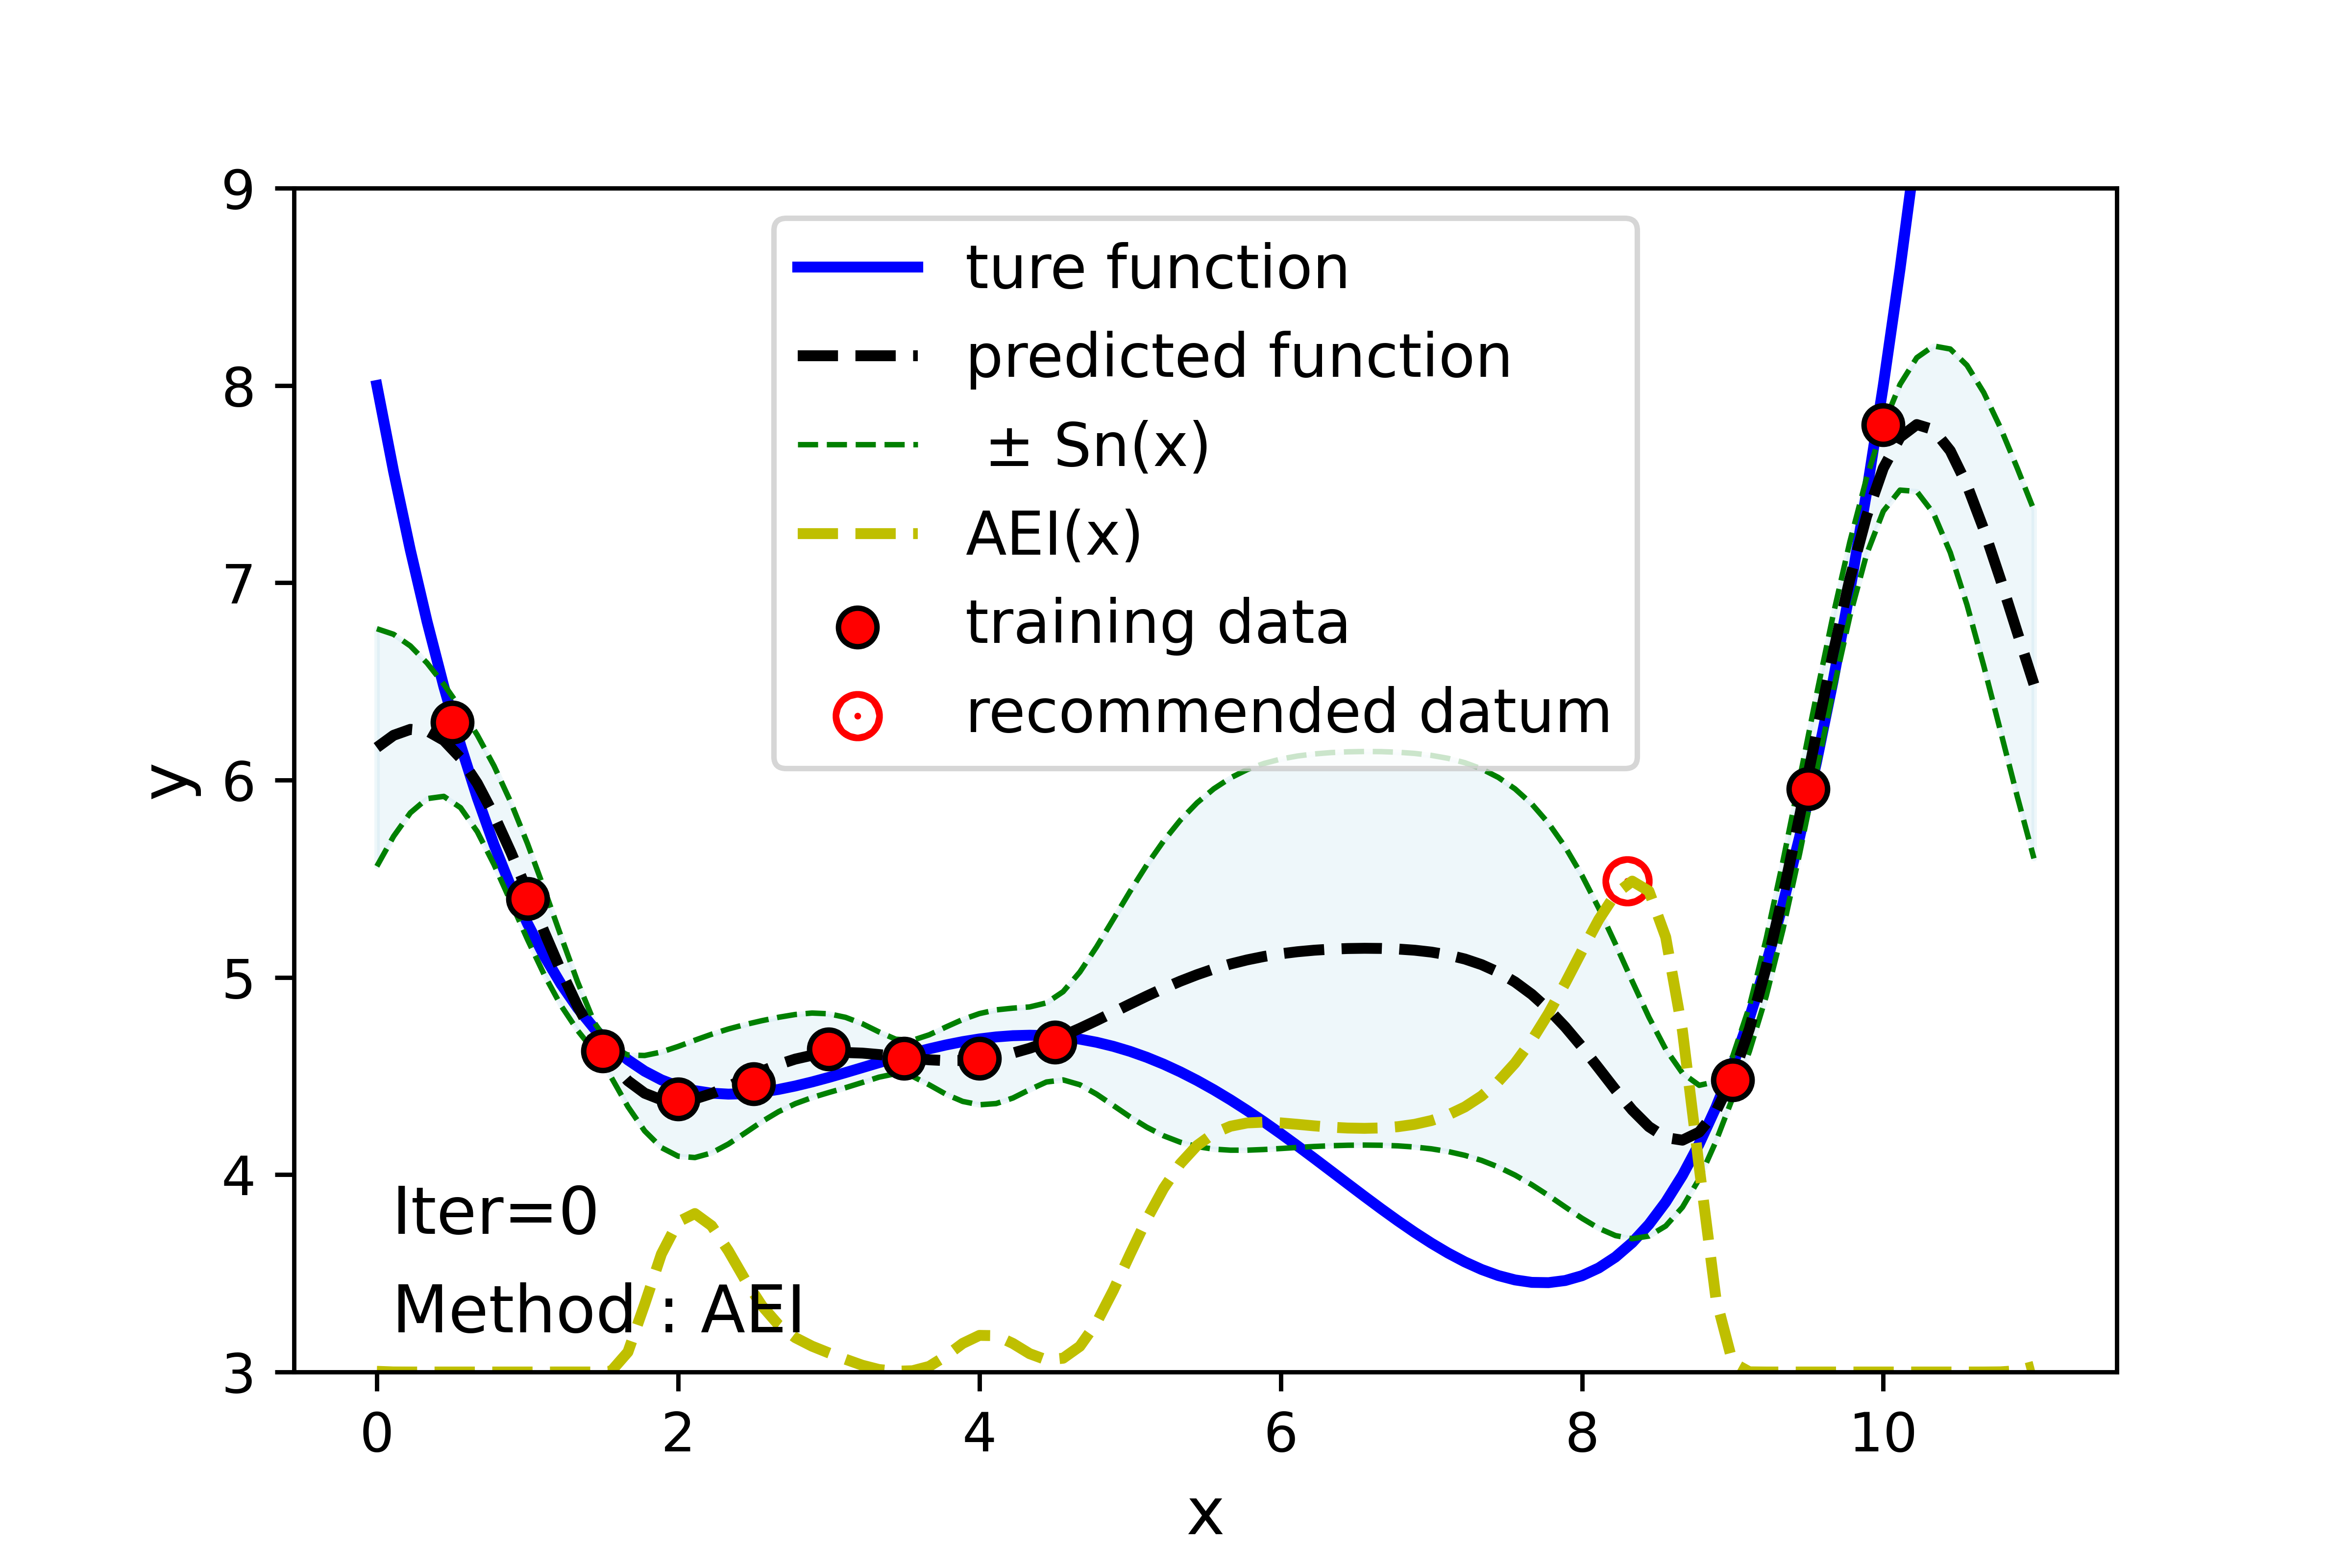 ture function
predicted function
± Sn(x)
AEI(x)
training data
recommended datum
9
8
7
6
5
4
3
y
Iter=0
Method : AEI
0 2 4 6 8 10
x